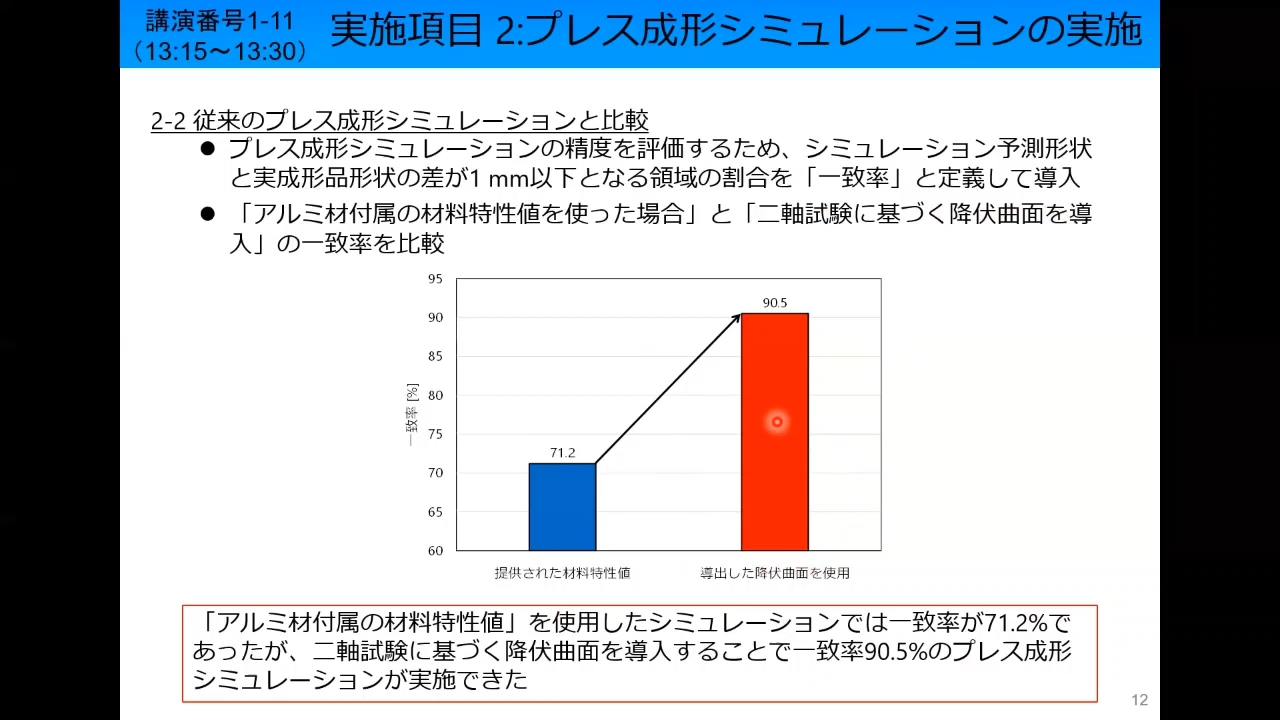 講演番号1-11
（13:15～13:30）
実施項目 2:プレス成形シミュレーションの実施
2-2 従来のプレス成形シミュレーションと比較
● プレス成形シミュレーションの精度を評価するため、シミュレーション予測形状
と実成形品形状の差が1 mm以下となる領域の割合を「一致率」と定義して導入
● 「アルミ材付属の材料特性値を使った場合」と「二軸試験に基づく降伏曲面を導
入」の一致率を比較
一致率 [%]
95
90
85
80
75
70
65
60
71.2
90.5
提供された材料特性値
導出した降伏曲面を使用
「アルミ材付属の材料特性値」を使用したシミュレーションでは一致率が71.2%で
あったが、二軸試験に基づく降伏曲面を導入することで一致率90.5%のプレス成形
シミュレーションが実施できた
12